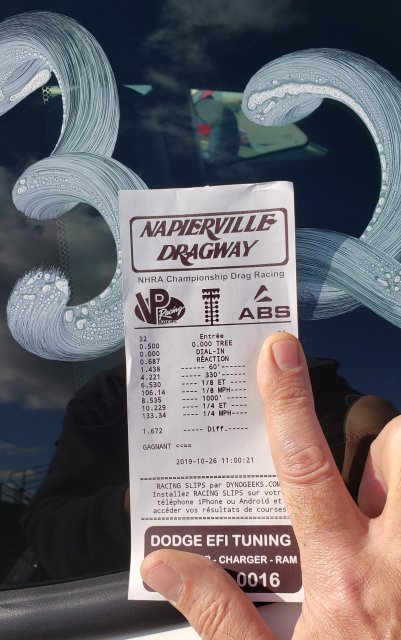 32
NAPIERVILLE
DRAGWAY
NHRA Championship Drag Racing
VP Racing ABS
32 Entrée
0.500 0.000 TREE
0.000 DIAL-IN
0.687 RÉACTION
1.438 ----- 60'-----
4.221 ----- 330'-----
6.530 ----- 1/8 ET -----
106.14 ----- 1/8 MPH-----
8.535 ----- 1000' -----
10.229 ----- 1/4 ET -----
133.34 ----- 1/4 MPH-----
1.672 ----- Diff.-----
GAGNANT <<==
2019-10-26 11:00:21
RACING SLIPS par DYNOGEEKS.COM
Installez RACING SLIPS sur votre
téléphone iPhone ou Android et
accéder vos résultats de courses
DODGE EFI TUNING
- CHARGER - RAM
0016